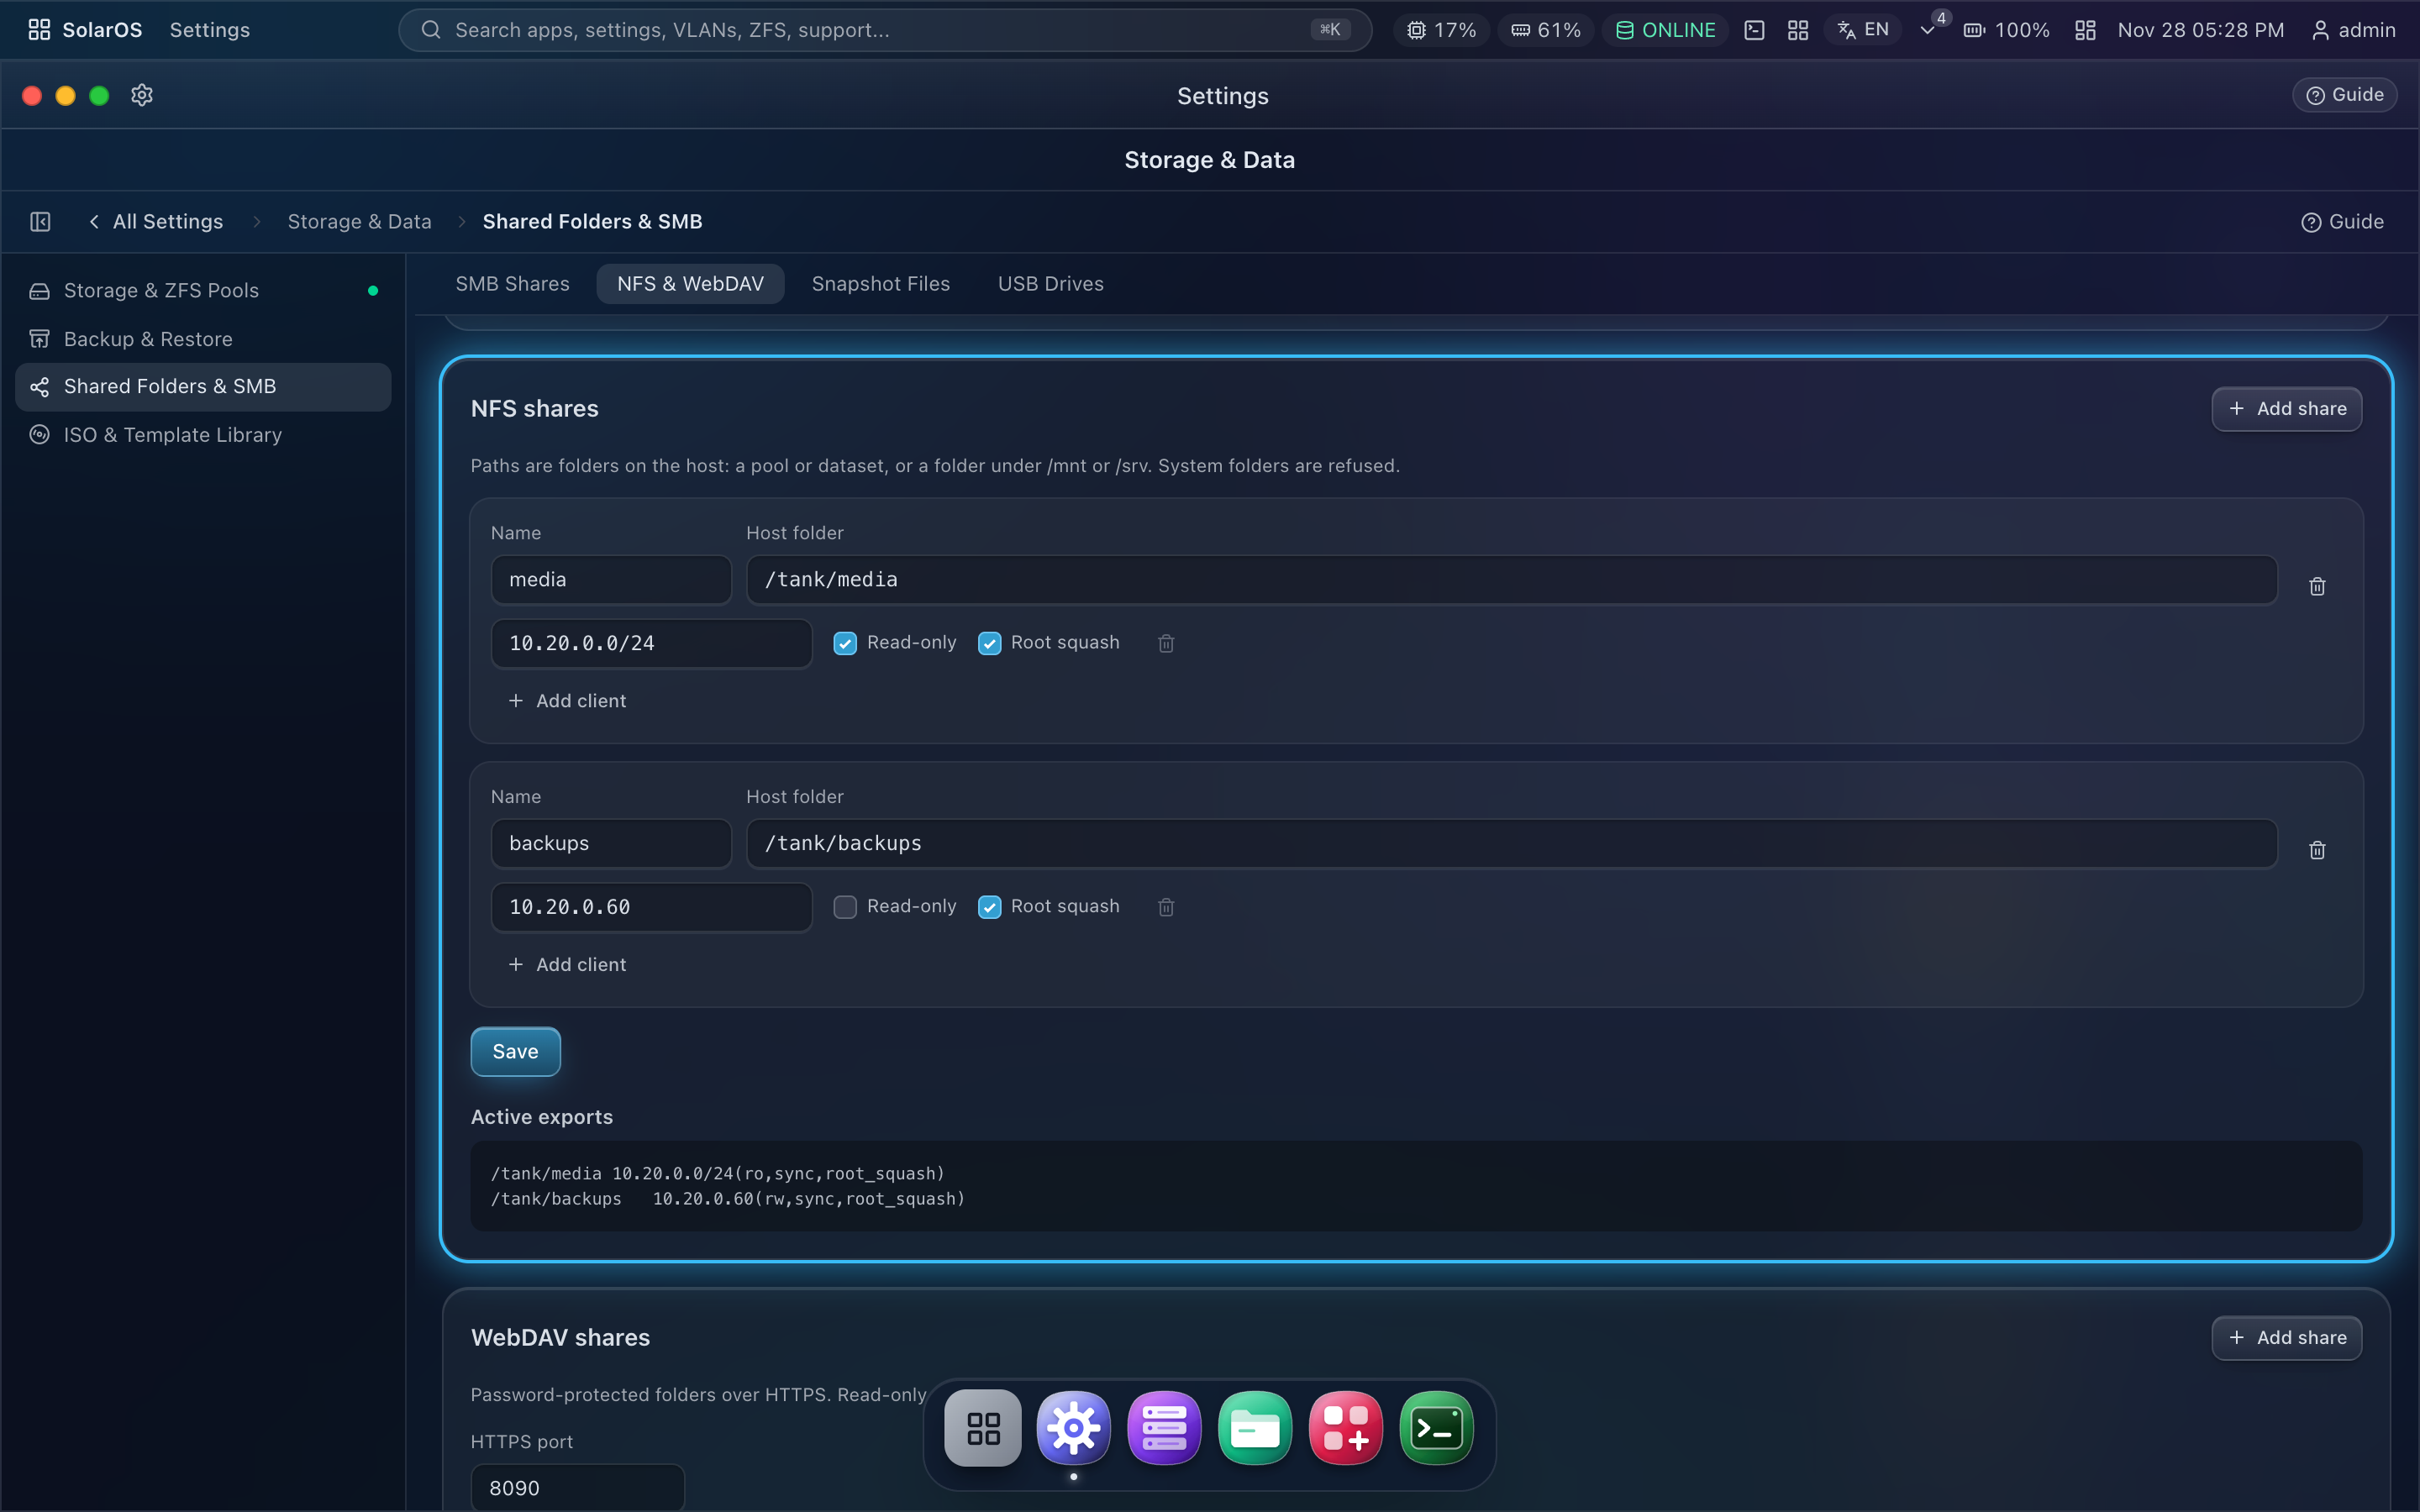 SolarOS Settings Search apps, settings, VLANs, ZFS, support... ⌘K 17% 61% ONLINE EN 4 100% Nov 28 05:28 PM admin
Settings Guide
Storage & Data
All Settings Storage & Data Shared Folders & SMB Guide
Storage & ZFS Pools
Backup & Restore
Shared Folders & SMB
ISO & Template Library
SMB Shares NFS & WebDAV Snapshot Files USB Drives
NFS shares + Add share
Paths are folders on the host: a pool or dataset, or a folder under /mnt or /srv. System folders are refused.
Name Host folder
media /tank/media
10.20.0.0/24 Read-only Root squash
+ Add client
Name Host folder
backups /tank/backups
10.20.0.60 Read-only Root squash
+ Add client
Save
Active exports
/tank/media 10.20.0.0/24(ro,sync,root_squash)
/tank/backups 10.20.0.60(rw,sync,root_squash)
WebDAV shares + Add share
Password-protected folders over HTTPS. Read-only
HTTPS port
8090